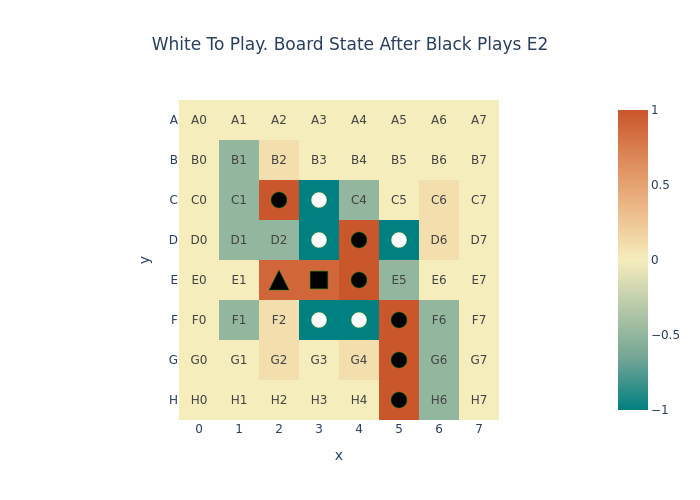 White To Play. Board State After Black Plays E2
A A0 A1 A2 A3 A4 A5 A6 A7
B B0 B1 B2 B3 B4 B5 B6 B7
C C0 C1 C4 C5 C6 C7
D D0 D1 D2 D6 D7
E E0 E1 E5 E6 E7
F F0 F1 F2 F6 F7
G G0 G1 G2 G3 G4 G6 G7
H H0 H1 H2 H3 H4 H6 H7
0 1 2 3 4 5 6 7
x
y
1
0.5
0
−0.5
−1